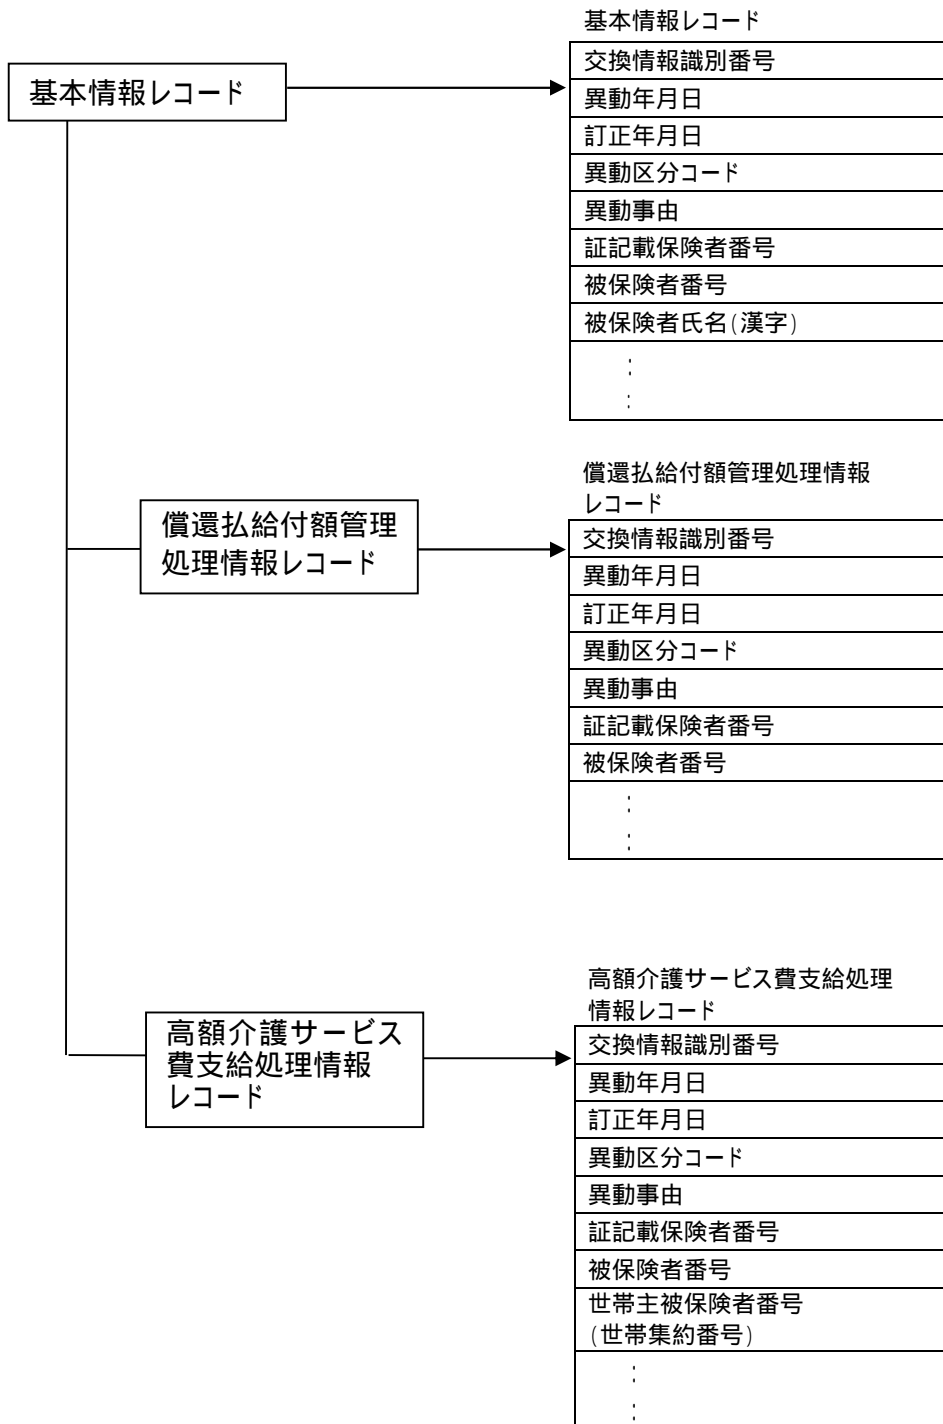 基本情報レコード
基本情報レコード
交換情報識別番号
異動年月日
訂正年月日
異動区分コード
異動事由
証記載保険者番号
被保険者番号
被保険者氏名(漢字)
:
:
償還払給付額管理
処理情報レコード
償還払給付額管理処理情報
レコード
交換情報識別番号
異動年月日
訂正年月日
異動区分コード
異動事由
証記載保険者番号
被保険者番号
:
:
高額介護サービス
費支給処理情報
レコード
高額介護サービス費支給処理
情報レコード
交換情報識別番号
異動年月日
訂正年月日
異動区分コード
異動事由
証記載保険者番号
被保険者番号
世帯主被保険者番号
(世帯集約番号)
:
: